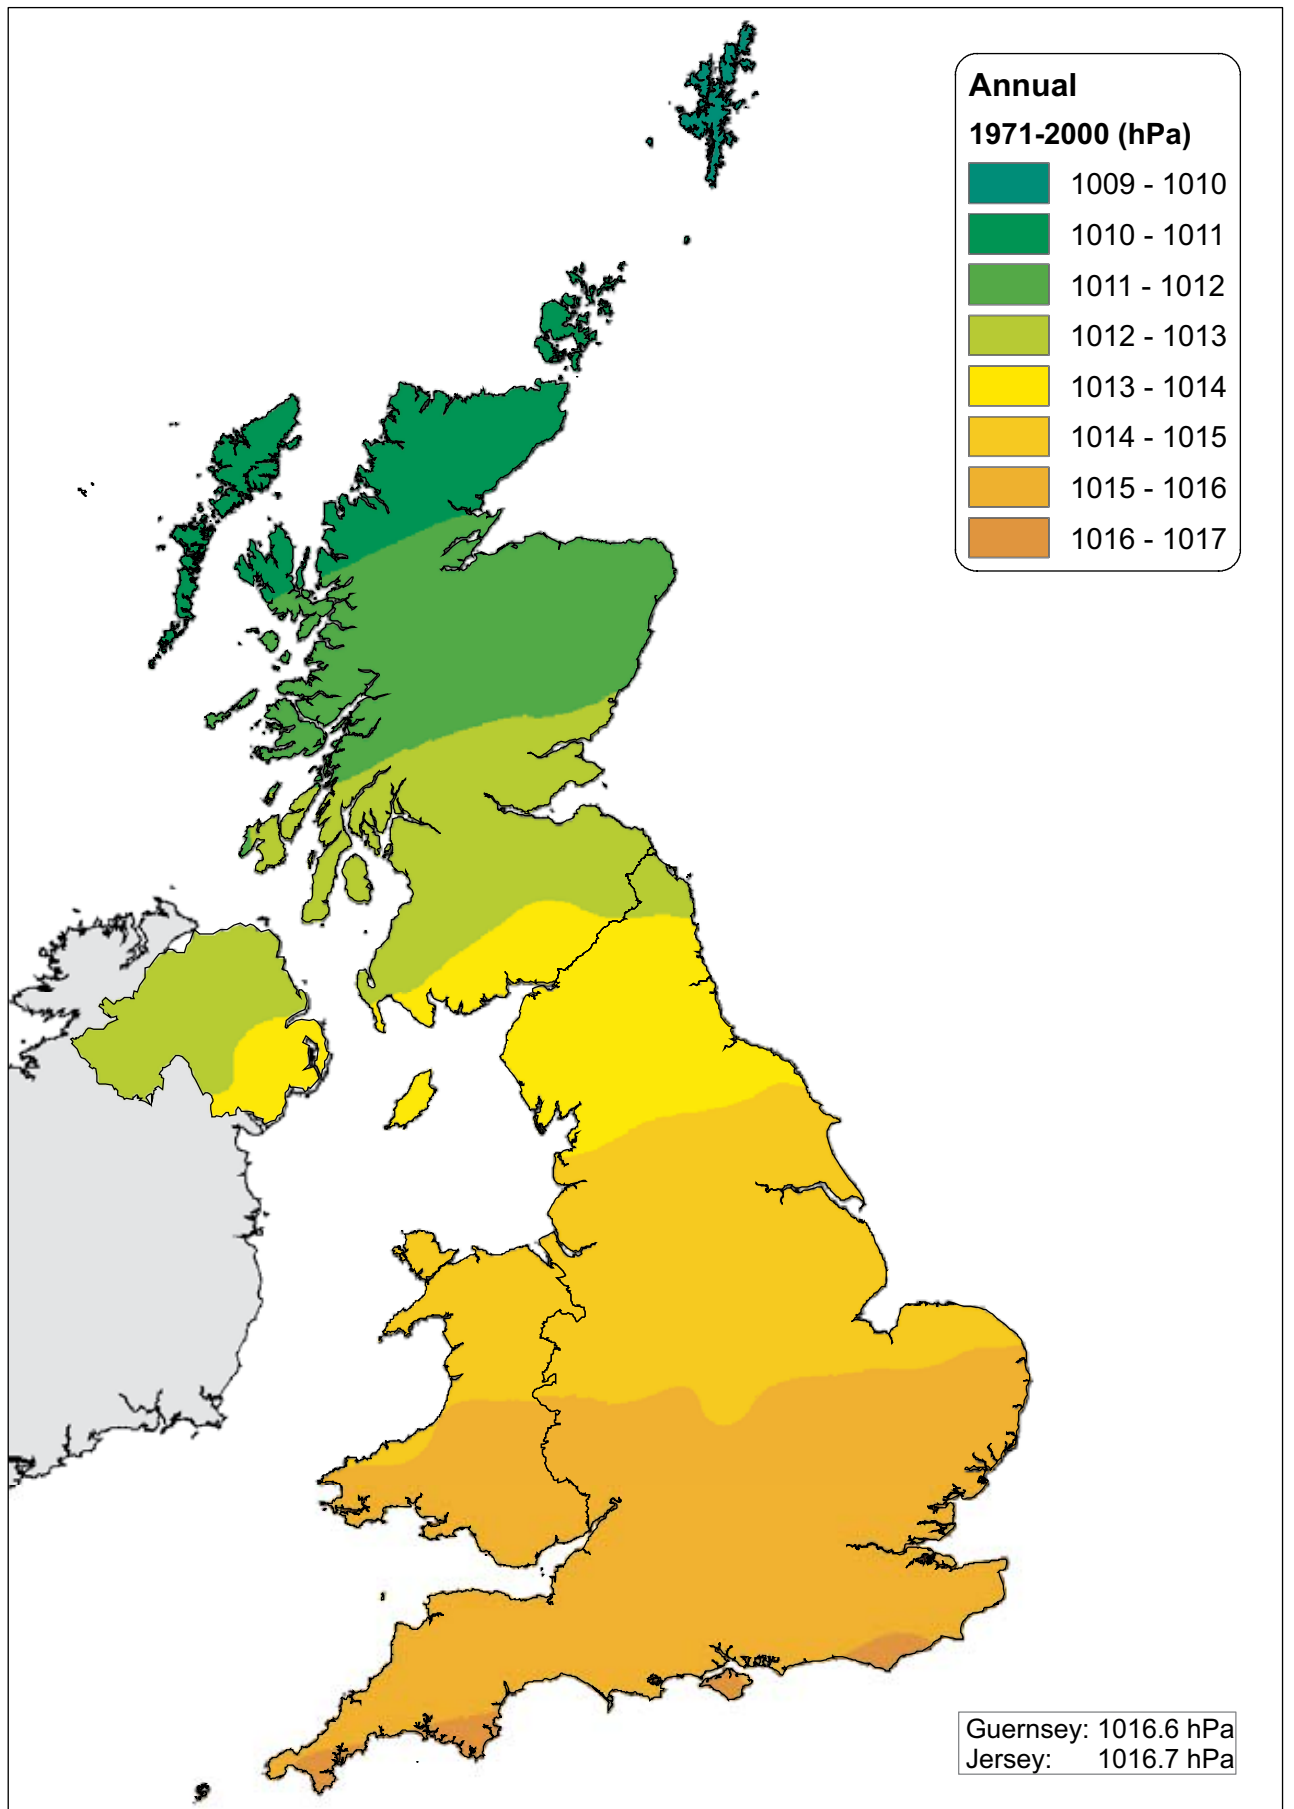 Annual
1971-2000 (hPa)
1009 - 1010
1010 - 1011
1011 - 1012
1012 - 1013
1013 - 1014
1014 - 1015
1015 - 1016
1016 - 1017
Guernsey: 1016.6 hPa
Jersey: 1016.7 hPa